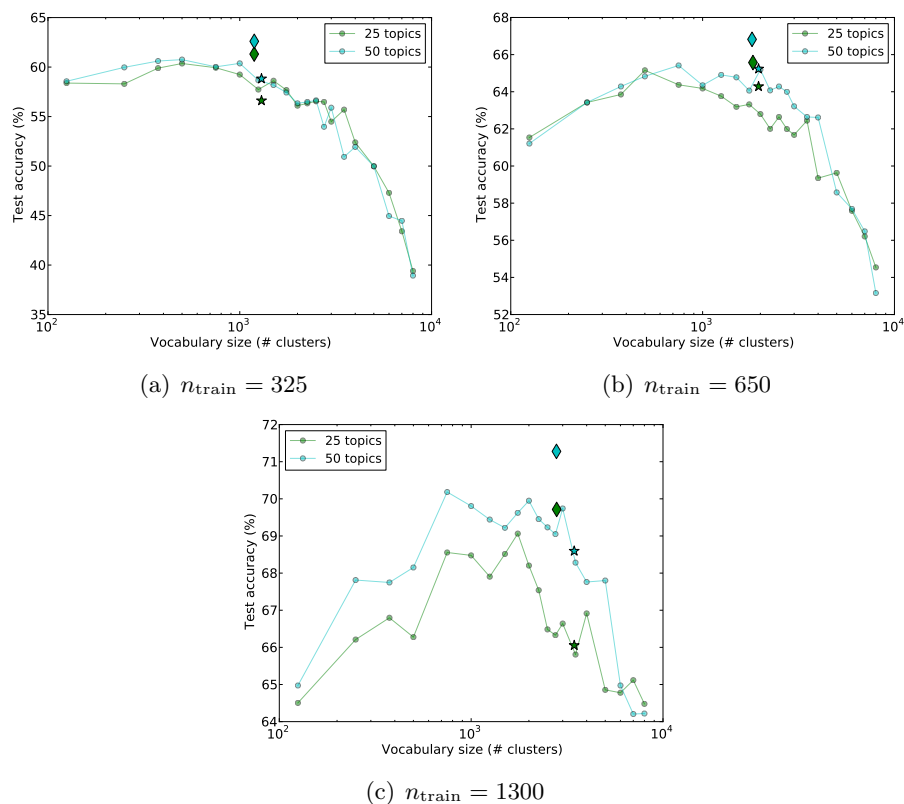 65
60
55
50
45
40
35
Test accuracy (%)
25 topics
50 topics
10^2
10^3
10^4
Vocabulary size (# clusters)
(a) n_train = 325
68
66
64
62
60
58
56
54
52
Test accuracy (%)
25 topics
50 topics
10^2
10^3
10^4
Vocabulary size (# clusters)
(b) n_train = 650
72
71
70
69
68
67
66
65
64
Test accuracy (%)
25 topics
50 topics
10^2
10^3
10^4
Vocabulary size (# clusters)
(c) n_train = 1300